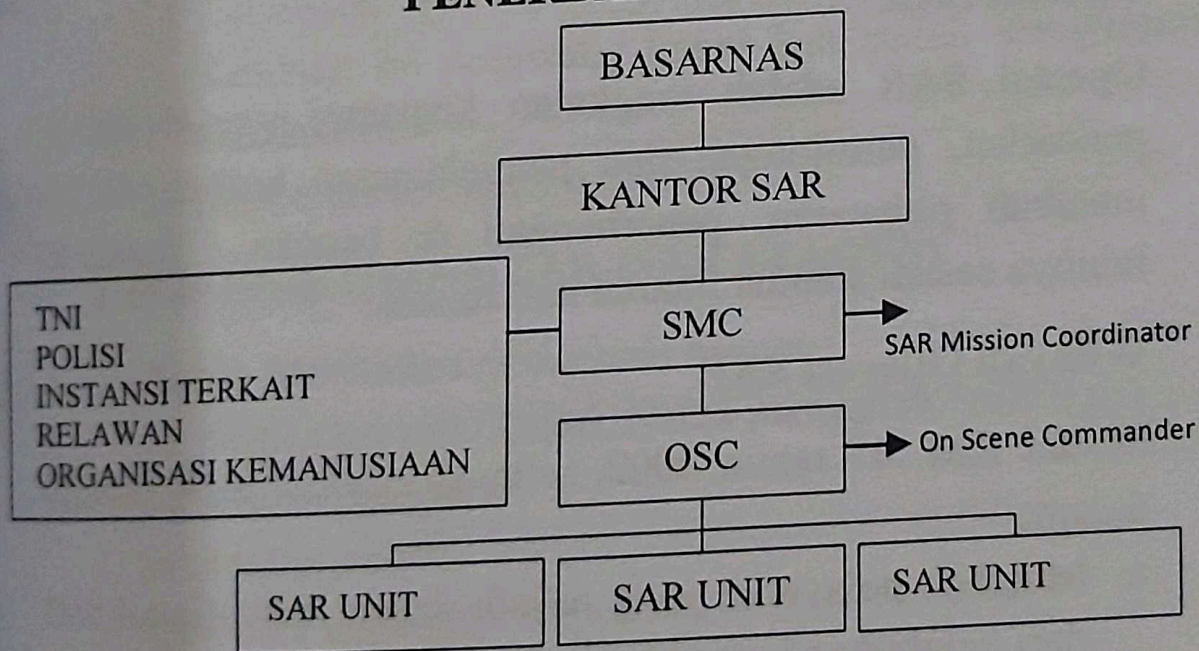 BASARNAS
KANTOR SAR
TNI
POLISI
INSTANSI TERKAIT
RELAWAN
ORGANISASI KEMANUSIAAN
SMC
SAR Mission Coordinator
OSC
On Scene Commander
SAR UNIT
SAR UNIT
SAR UNIT